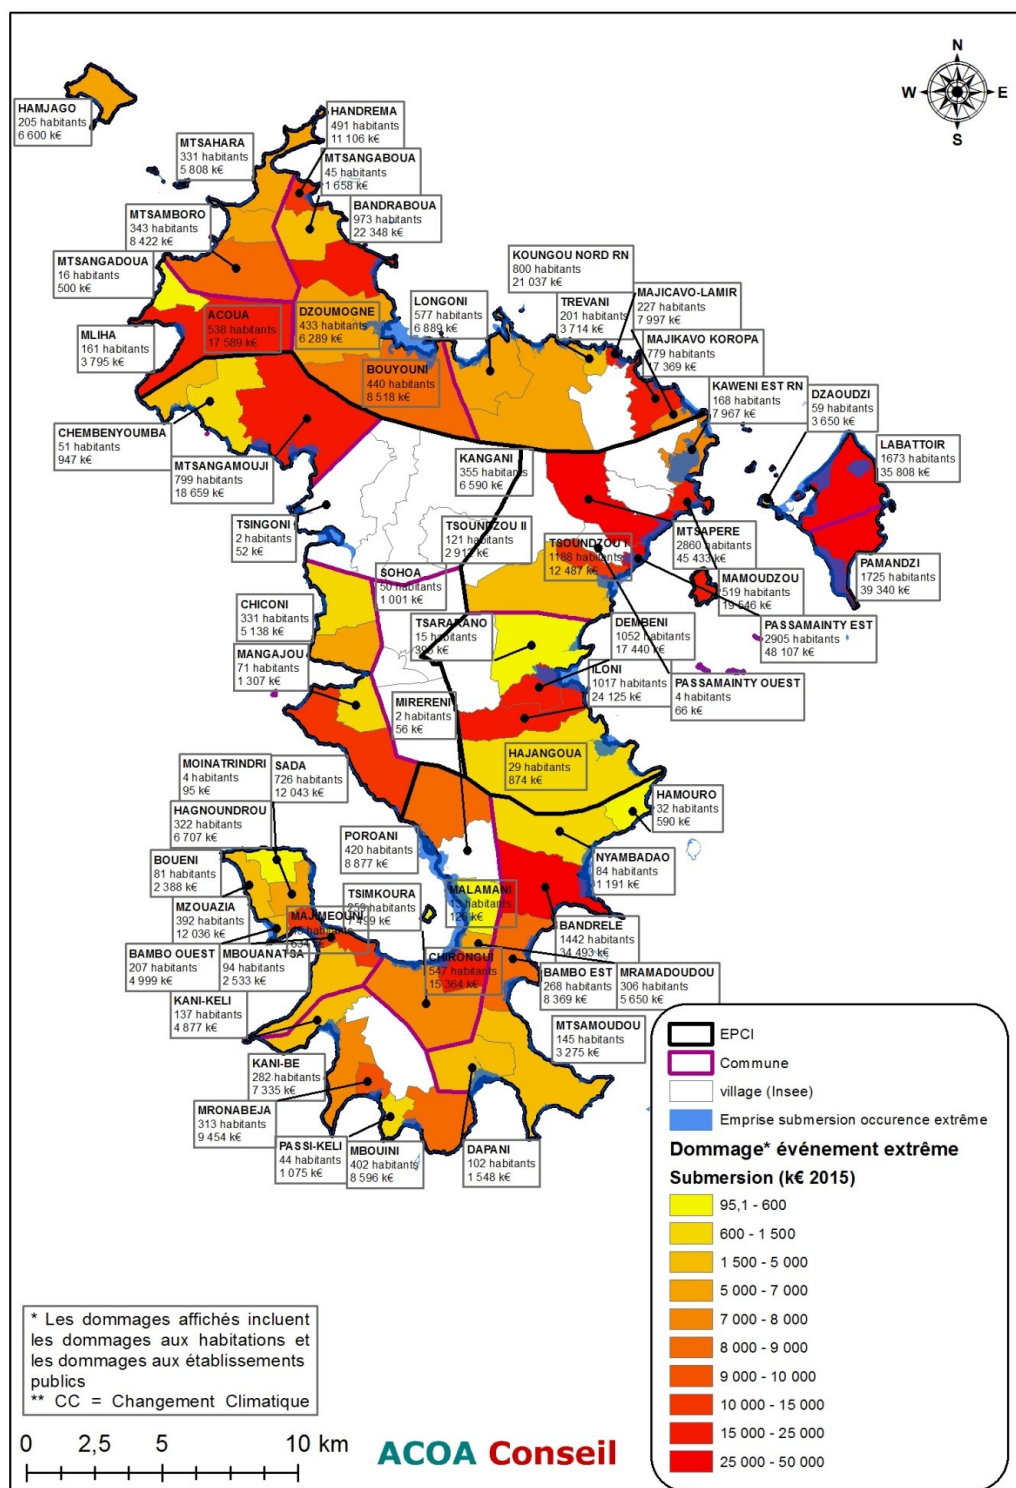 N
W
E
S
HAMJAGO
205 habitants
6 600 k€
HANDREMA
491 habitants
11 106 k€
MTSAHARA
331 habitants
5 808 k€
MTSANGABOUA
45 habitants
1 658 k€
MTSAMBORO
343 habitants
8 422 k€
BANDRABOUA
973 habitants
22 348 k€
MTSANGADOUA
16 habitants
500 k€
KOUNGOU NORD RN
800 habitants
21 037 k€
MAJICAVO-LAMIR
227 habitants
7 997 k€
LONGONI
577 habitants
6 889 k€
TREVANI
201 habitants
3 714 k€
ACOUA
538 habitants
17 589 k€
DZOUMOGNE
433 habitants
6 289 k€
MLIHA
161 habitants
3 795 k€
MAJIKAVO KOROPA
779 habitants
17 369 k€
BOUYOUNI
440 habitants
8 518 k€
KAWENI EST RN
168 habitants
7 967 k€
DZAOUDZI
59 habitants
3 650 k€
CHEMBENYOUMBA
51 habitants
947 k€
LABATTOIR
1673 habitants
35 808 k€
MTSANGAMOUJI
799 habitants
18 659 k€
KANGANI
355 habitants
6 590 k€
TSINGONI
2 habitants
52 k€
TSOUNDZOU II
121 habitants
MTSAPERE
2860 habitants
45 433 k€
TSOUNDZOU I
1188 habitants
12 487 k€
PAMANDZI
1725 habitants
39 340 k€
SOHOA
50 habitants
1 001 k€
MAMOUDZOU
519 habitants
19 546 k€
CHICONI
331 habitants
5 138 k€
TSARARANO
15 habitants
DEMBENI
1052 habitants
17 440 k€
PASSAMAINTY EST
2905 habitants
48 107 k€
MANGAJOU
71 habitants
1 307 k€
ILONI
1017 habitants
24 125 k€
PASSAMAINTY OUEST
4 habitants
66 k€
MIRERENI
2 habitants
56 k€
MOINATRINDRI
4 habitants
95 k€
SADA
726 habitants
12 043 k€
HAJANGOUA
29 habitants
874 k€
HAMOURO
32 habitants
590 k€
HAGNOUNDROU
322 habitants
6 707 k€
POROANI
420 habitants
8 877 k€
NYAMBADAO
84 habitants
1 191 k€
BOUENI
81 habitants
2 388 k€
TSIMKOURA
259 habitants
7 499 k€
MALAMANI
13 habitants
MZOUAZIA
392 habitants
12 036 k€
MAJIMEOUNI
BANDRELE
1442 habitants
34 493 k€
BAMBO OUEST
207 habitants
4 999 k€
MBOUANATSA
94 habitants
2 533 k€
CHIRONGUI
547 habitants
15 364 k€
BAMBO EST
268 habitants
8 369 k€
MRAMADOUDOU
306 habitants
5 650 k€
KANI-KELI
137 habitants
4 877 k€
MTSAMOUDOU
145 habitants
3 275 k€
KANI-BE
282 habitants
7 335 k€
MRONABEJA
313 habitants
9 454 k€
PASSI-KELI
44 habitants
1 075 k€
MBOUINI
402 habitants
8 596 k€
DAPANI
102 habitants
1 548 k€
EPCI
Commune
village (Insee)
Emprise submersion occurence extrême
Dommage* événement extrême
Submersion (k€ 2015)
95,1 - 600
600 - 1 500
1 500 - 5 000
5 000 - 7 000
7 000 - 8 000
8 000 - 9 000
9 000 - 10 000
10 000 - 15 000
15 000 - 25 000
25 000 - 50 000
* Les dommages affichés incluent
les dommages aux habitations et
les dommages aux établissements
publics
** CC = Changement Climatique
0 2,5 5 10 km
ACOA Conseil